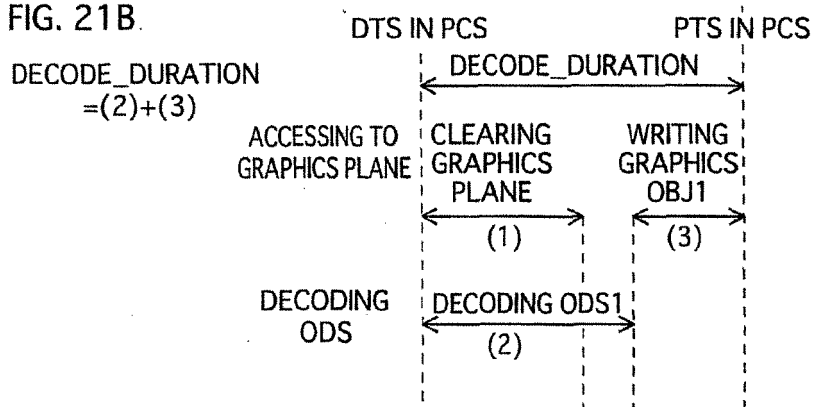 FIG. 21B
DTS IN PCS
PTS IN PCS
DECODE_DURATION
=(2)+(3)
DECODE_DURATION
ACCESSING TO
GRAPHICS PLANE
CLEARING
GRAPHICS
PLANE
(1)
WRITING
GRAPHICS
OBJ1
(3)
DECODING
ODS
DECODING ODS1
(2)